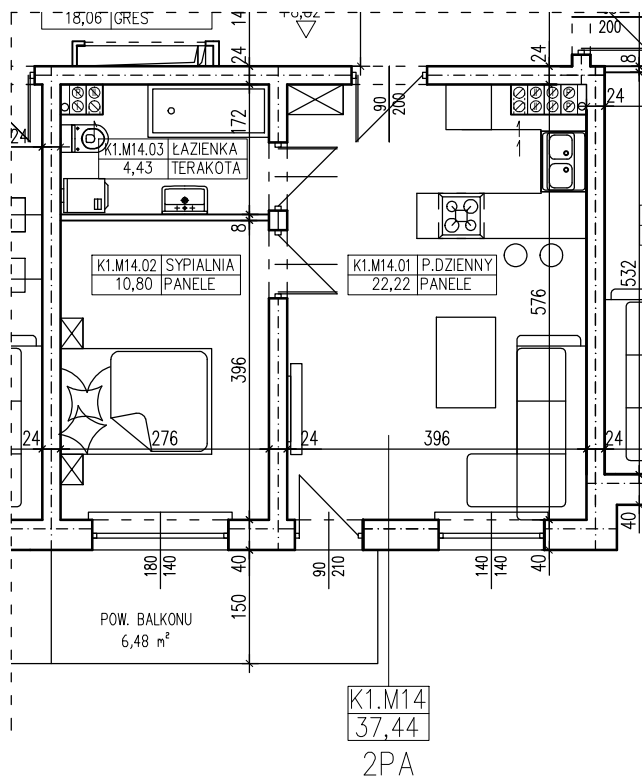 18,06 GRES
14
200
24
24
8
90
200
24
24
172
K1.M14.03 ŁAZIENKA
4,43 TERAKOTA
8
K1.M14.02 SYPIALNIA
10,80 PANELE
K1.M14.01 P.DZIENNY
22,22 PANELE
532
576
396
24
276
24
396
24
180
140
40
90
210
140
140
40
40
150
POW. BALKONU
6,48 m²
K1.M14
37,44
2PA